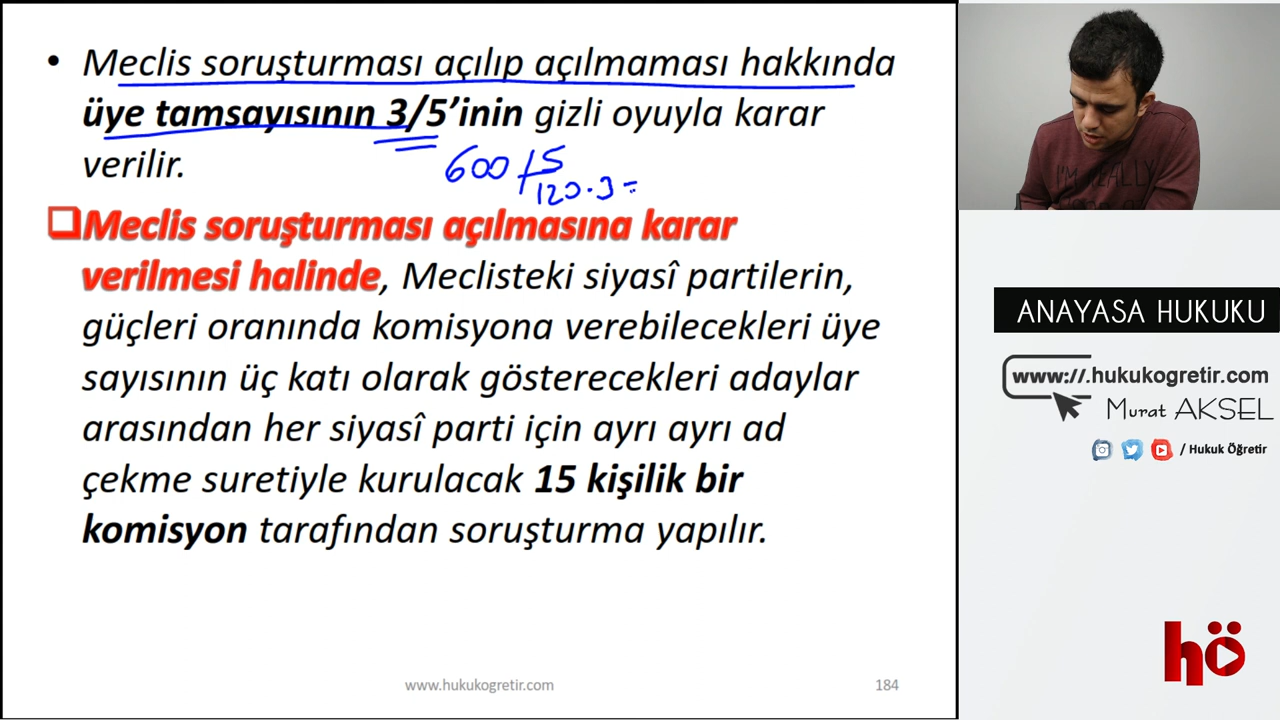 • Meclis soruşturması açılıp açılmaması hakkında
üye tamsayısının 3/5’inin gizli oyuyla karar
verilir.
600 / 5
120.3 =
❑Meclis soruşturması açılmasına karar
verilmesi halinde, Meclisteki siyasî partilerin,
güçleri oranında komisyona verebilecekleri üye
sayısının üç katı olarak gösterecekleri adaylar
arasından her siyasî parti için ayrı ayrı ad
çekme suretiyle kurulacak 15 kişilik bir
komisyon tarafından soruşturma yapılır.
www.hukukogretir.com
184
ANAYASA HUKUKU
www://.hukukogretir.com
Murat AKSEL
/ Hukuk Öğretir
hö